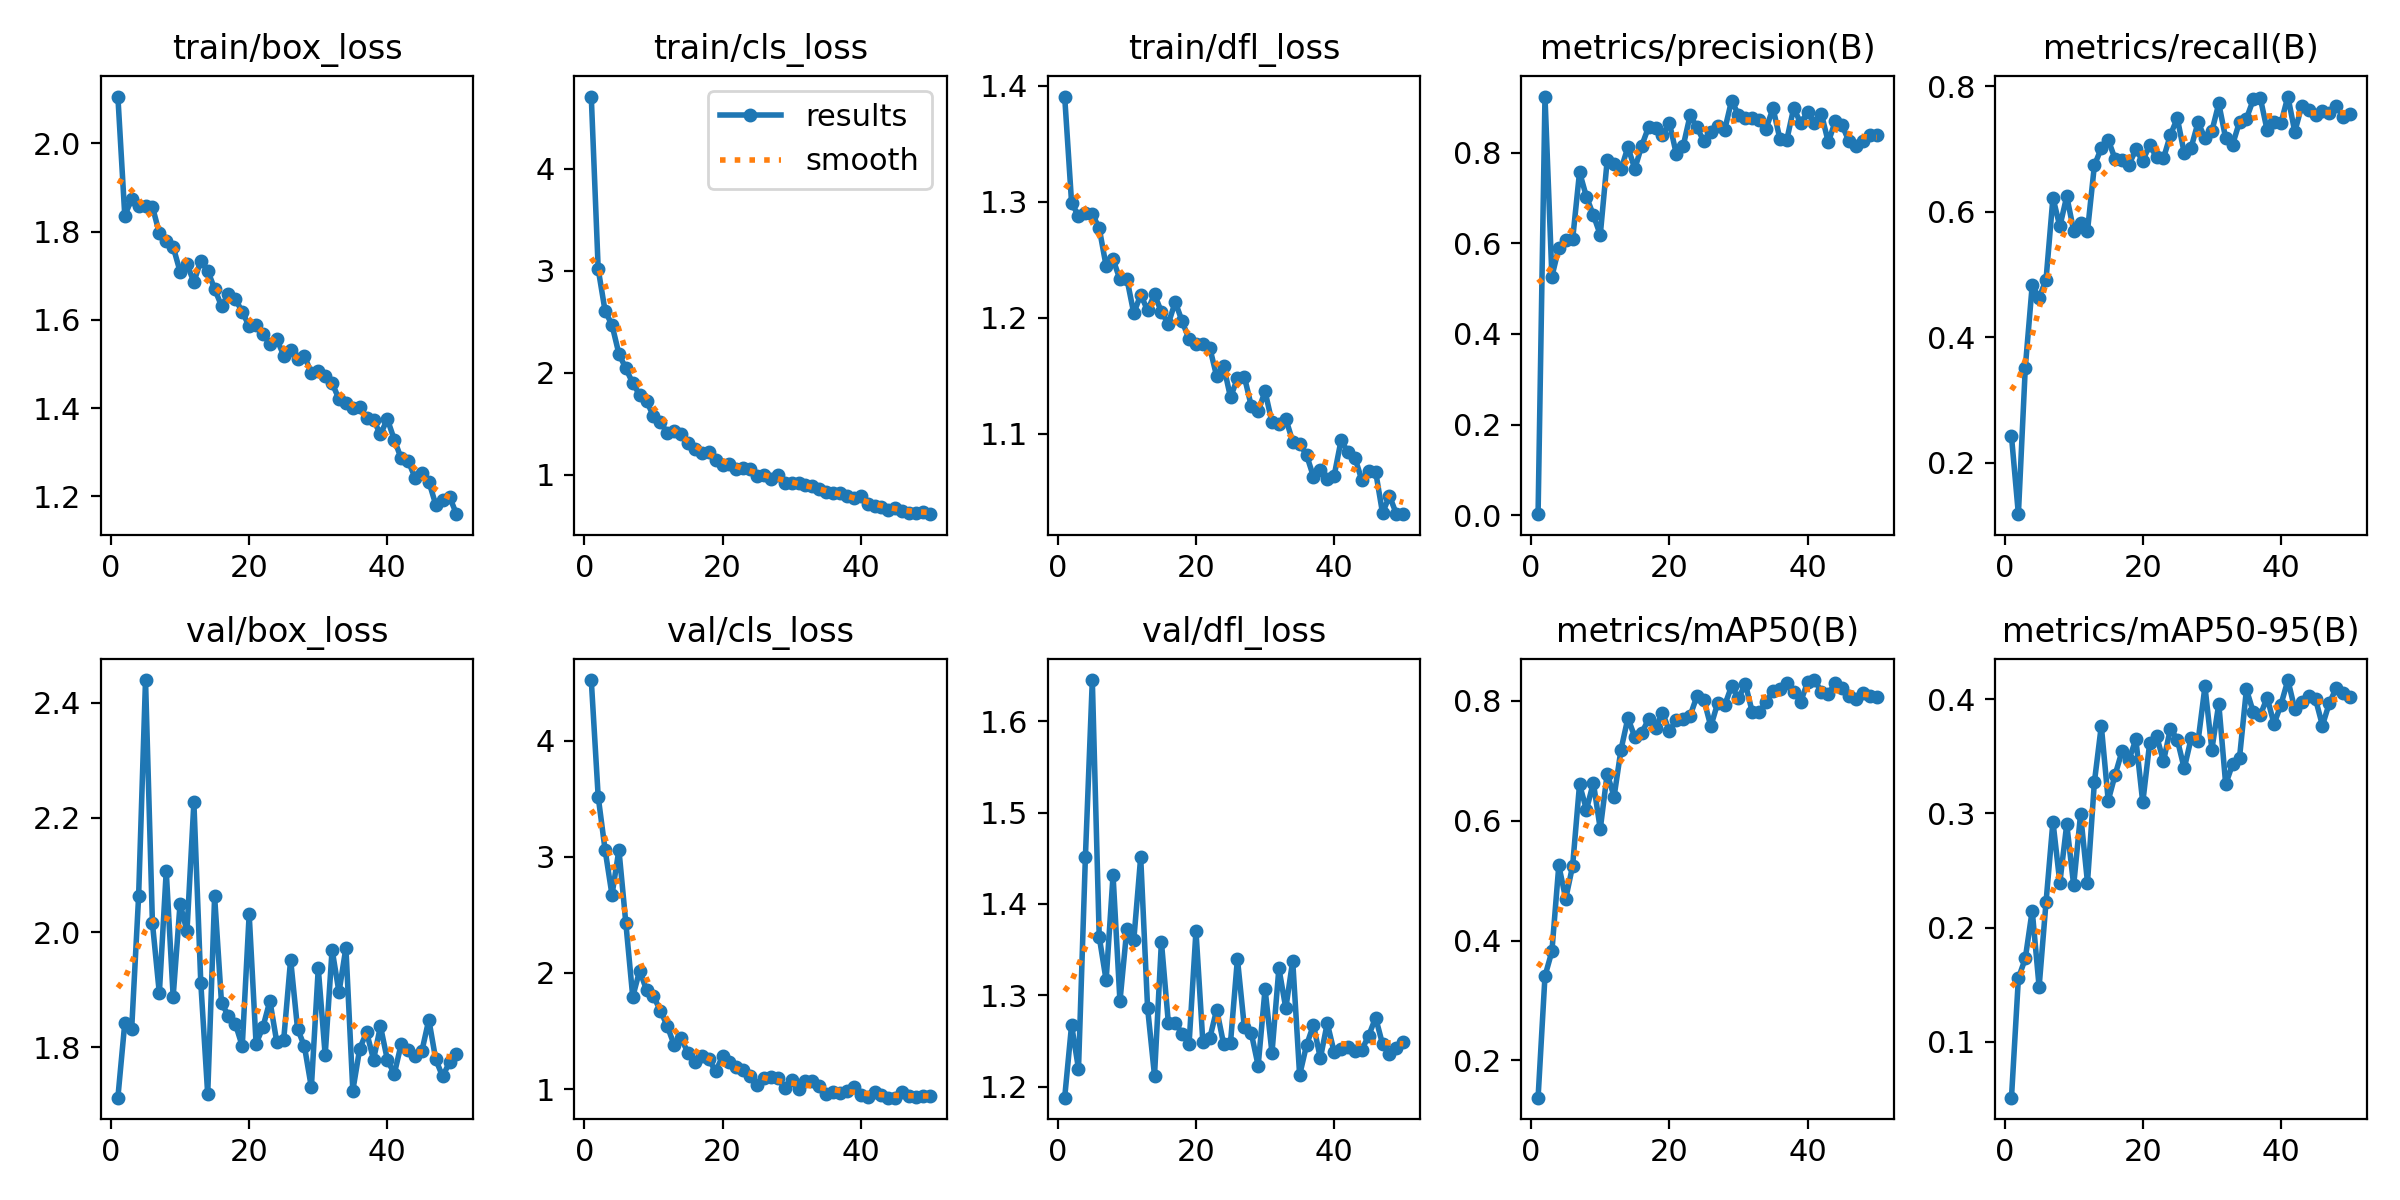 train/box_loss
2.0
1.8
1.6
1.4
1.2
0 20 40
train/cls_loss
results
smooth
4
3
2
1
0 20 40
train/dfl_loss
1.4
1.3
1.2
1.1
0 20 40
metrics/precision(B)
0.8
0.6
0.4
0.2
0.0
0 20 40
metrics/recall(B)
0.8
0.6
0.4
0.2
0 20 40
val/box_loss
2.4
2.2
2.0
1.8
0 20 40
val/cls_loss
4
3
2
1
0 20 40
val/dfl_loss
1.6
1.5
1.4
1.3
1.2
0 20 40
metrics/mAP50(B)
0.8
0.6
0.4
0.2
0 20 40
metrics/mAP50-95(B)
0.4
0.3
0.2
0.1
0 20 40